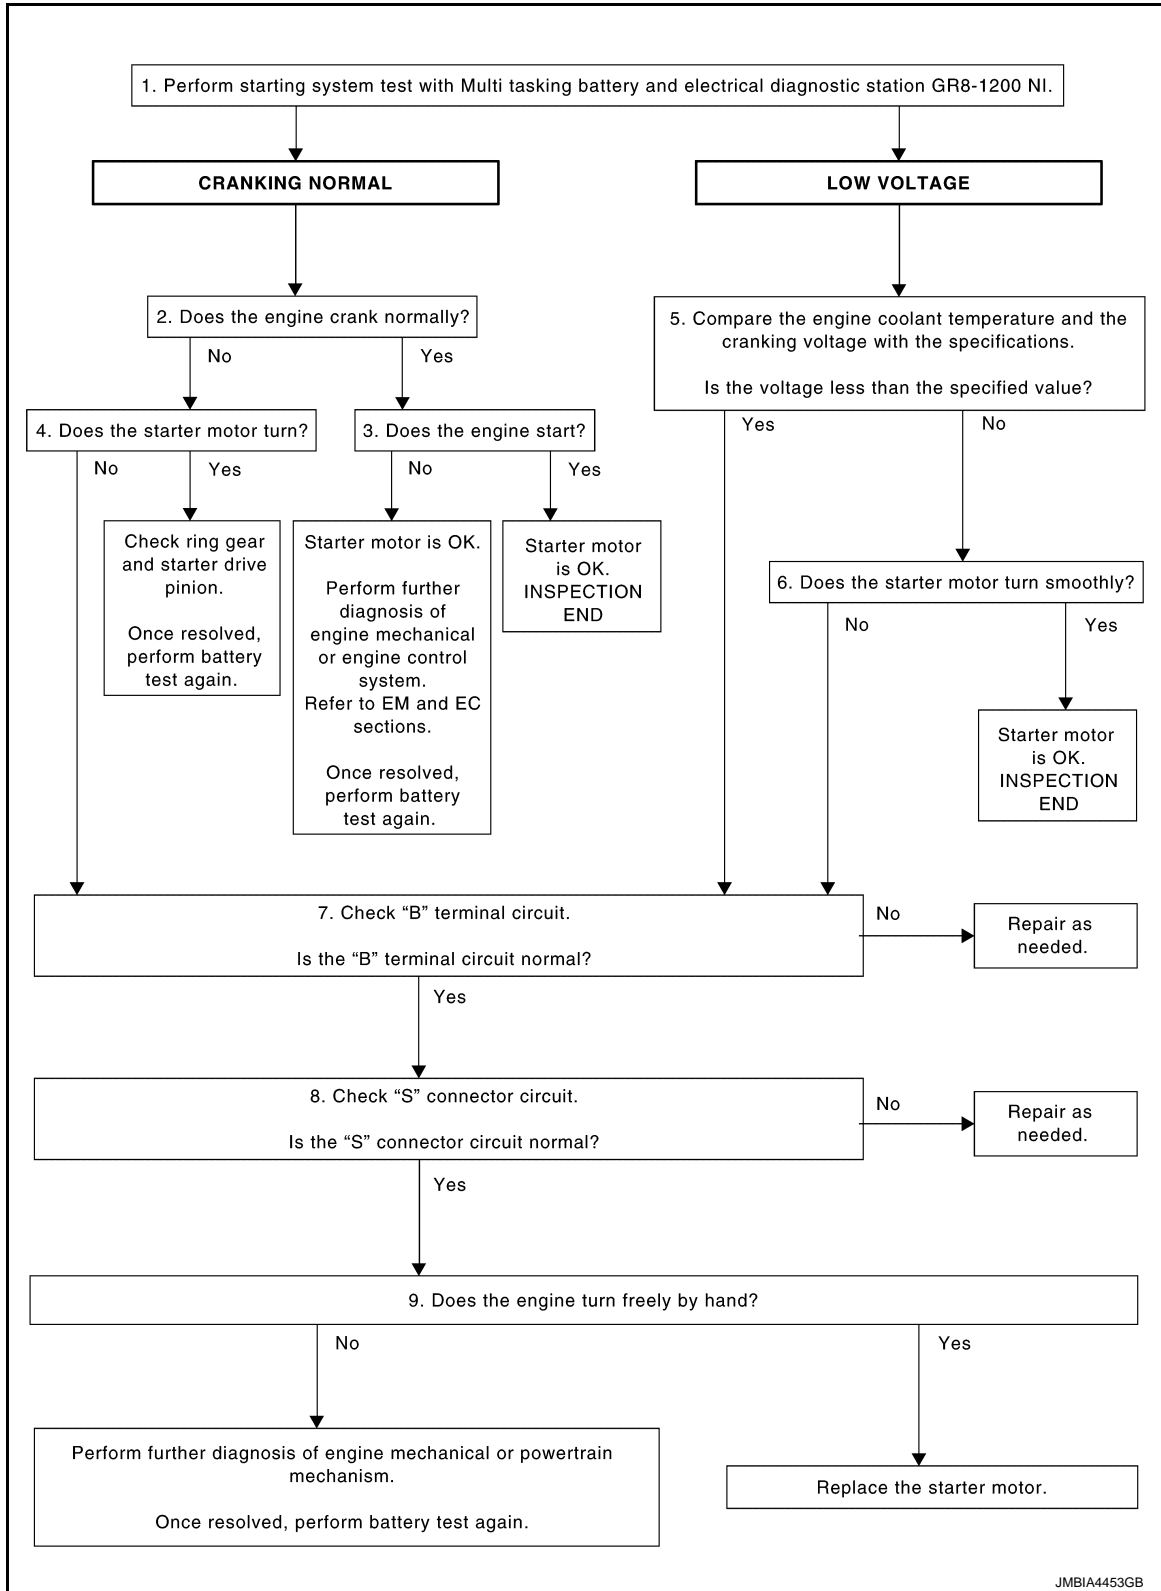 1. Perform starting system test with Multi tasking battery and electrical diagnostic station GR8-1200 NI.
CRANKING NORMAL
LOW VOLTAGE
2. Does the engine crank normally?
No
Yes
4. Does the starter motor turn?
3. Does the engine start?
No
Yes
No
Yes
Check ring gear
and starter drive
pinion.
Once resolved,
perform battery
test again.
Starter motor is OK.
Perform further
diagnosis of
engine mechanical
or engine control
system.
Refer to EM and EC
sections.
Once resolved,
perform battery
test again.
Starter motor
is OK.
INSPECTION
END
5. Compare the engine coolant temperature and the
cranking voltage with the specifications.
Is the voltage less than the specified value?
Yes
No
6. Does the starter motor turn smoothly?
No
Yes
Starter motor
is OK.
INSPECTION
END
7. Check “B” terminal circuit.
Is the “B” terminal circuit normal?
No
Repair as
needed.
Yes
8. Check “S” connector circuit.
Is the “S” connector circuit normal?
No
Repair as
needed.
Yes
9. Does the engine turn freely by hand?
No
Yes
Perform further diagnosis of engine mechanical or powertrain
mechanism.
Once resolved, perform battery test again.
Replace the starter motor.
JMBIA4453GB